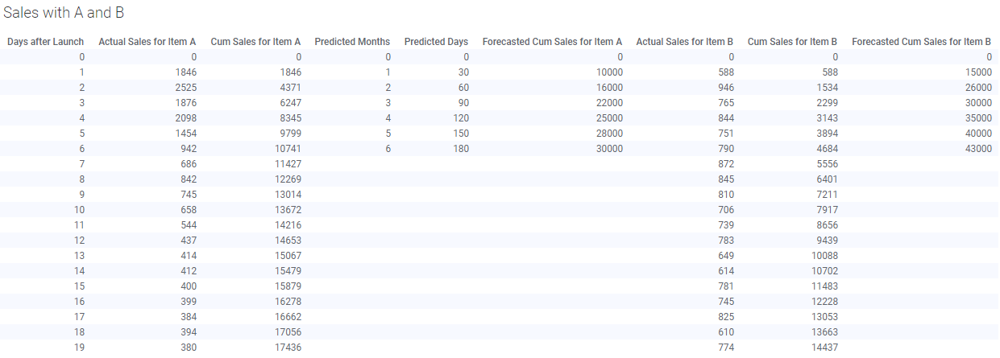 Sales with A and B
Days after Launch Actual Sales for Item A Cum Sales for Item A Predicted Months Predicted Days Forecasted Cum Sales for Item A Actual Sales for Item B Cum Sales for Item B Forecasted Cum Sales for Item B
0 0 0 0 0 0 0 0 0
1 1846 1846 1 30 10000 588 588 15000
2 2525 4371 2 60 16000 946 1534 26000
3 1876 6247 3 90 22000 765 2299 30000
4 2098 8345 4 120 25000 844 3143 35000
5 1454 9799 5 150 28000 751 3894 40000
6 942 10741 6 180 30000 790 4684 43000
7 686 11427 872 5556
8 842 12269 845 6401
9 745 13014 810 7211
10 658 13672 706 7917
11 544 14216 739 8656
12 437 14653 783 9439
13 414 15067 649 10088
14 412 15479 614 10702
15 400 15879 781 11483
16 399 16278 745 12228
17 384 16662 825 13053
18 394 17056 610 13663
19 380 17436 774 14437